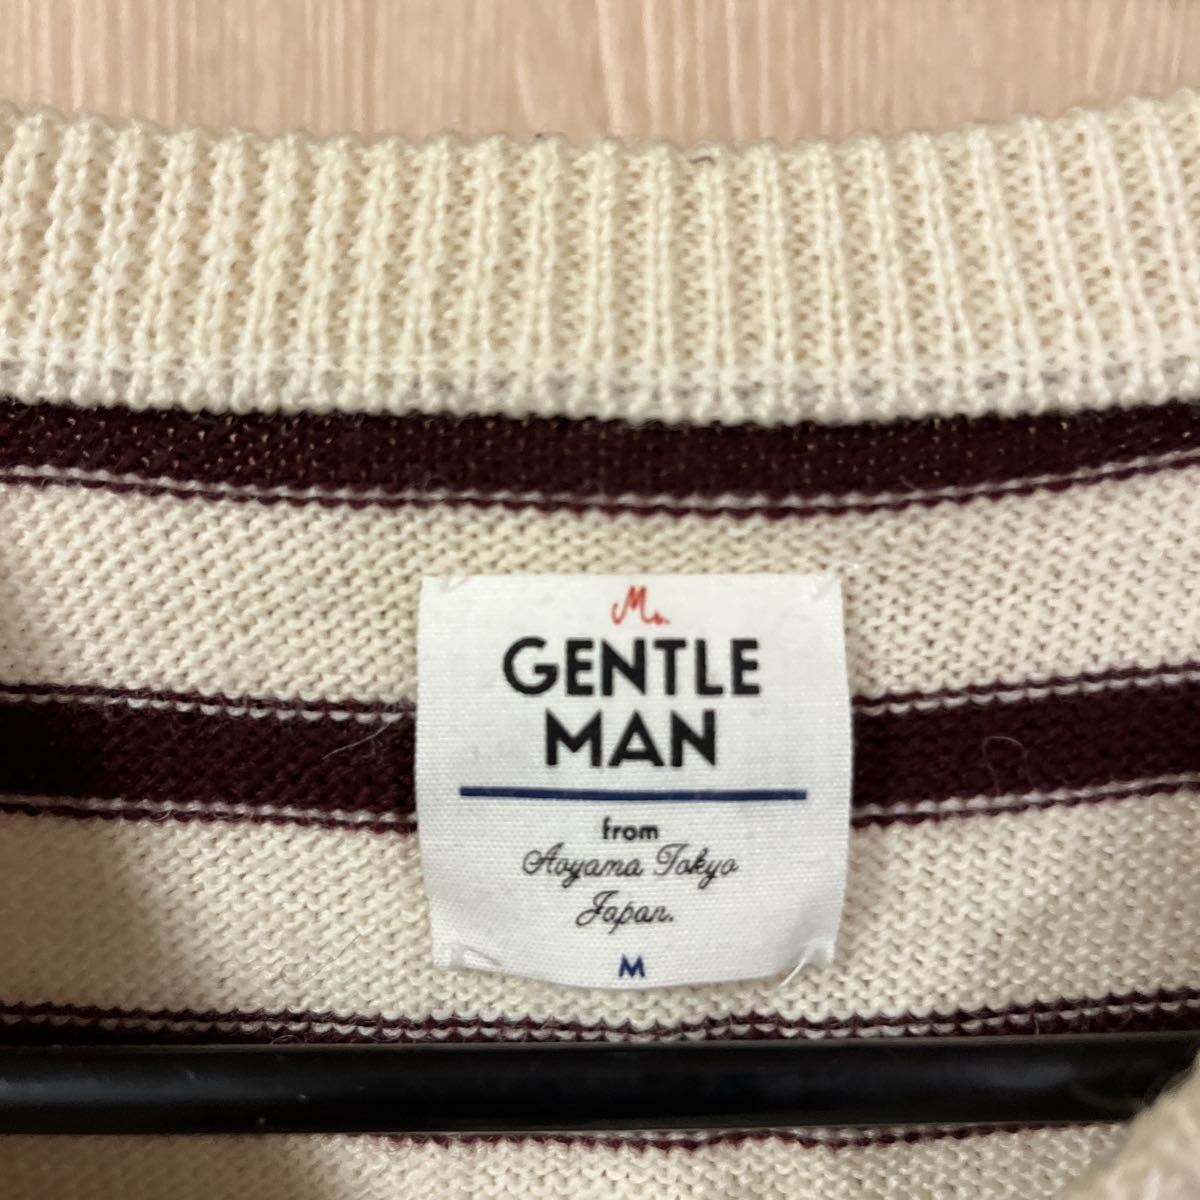 Mr.
GENTLE
MAN
from
Aoyama Tokyo
Japan.
M